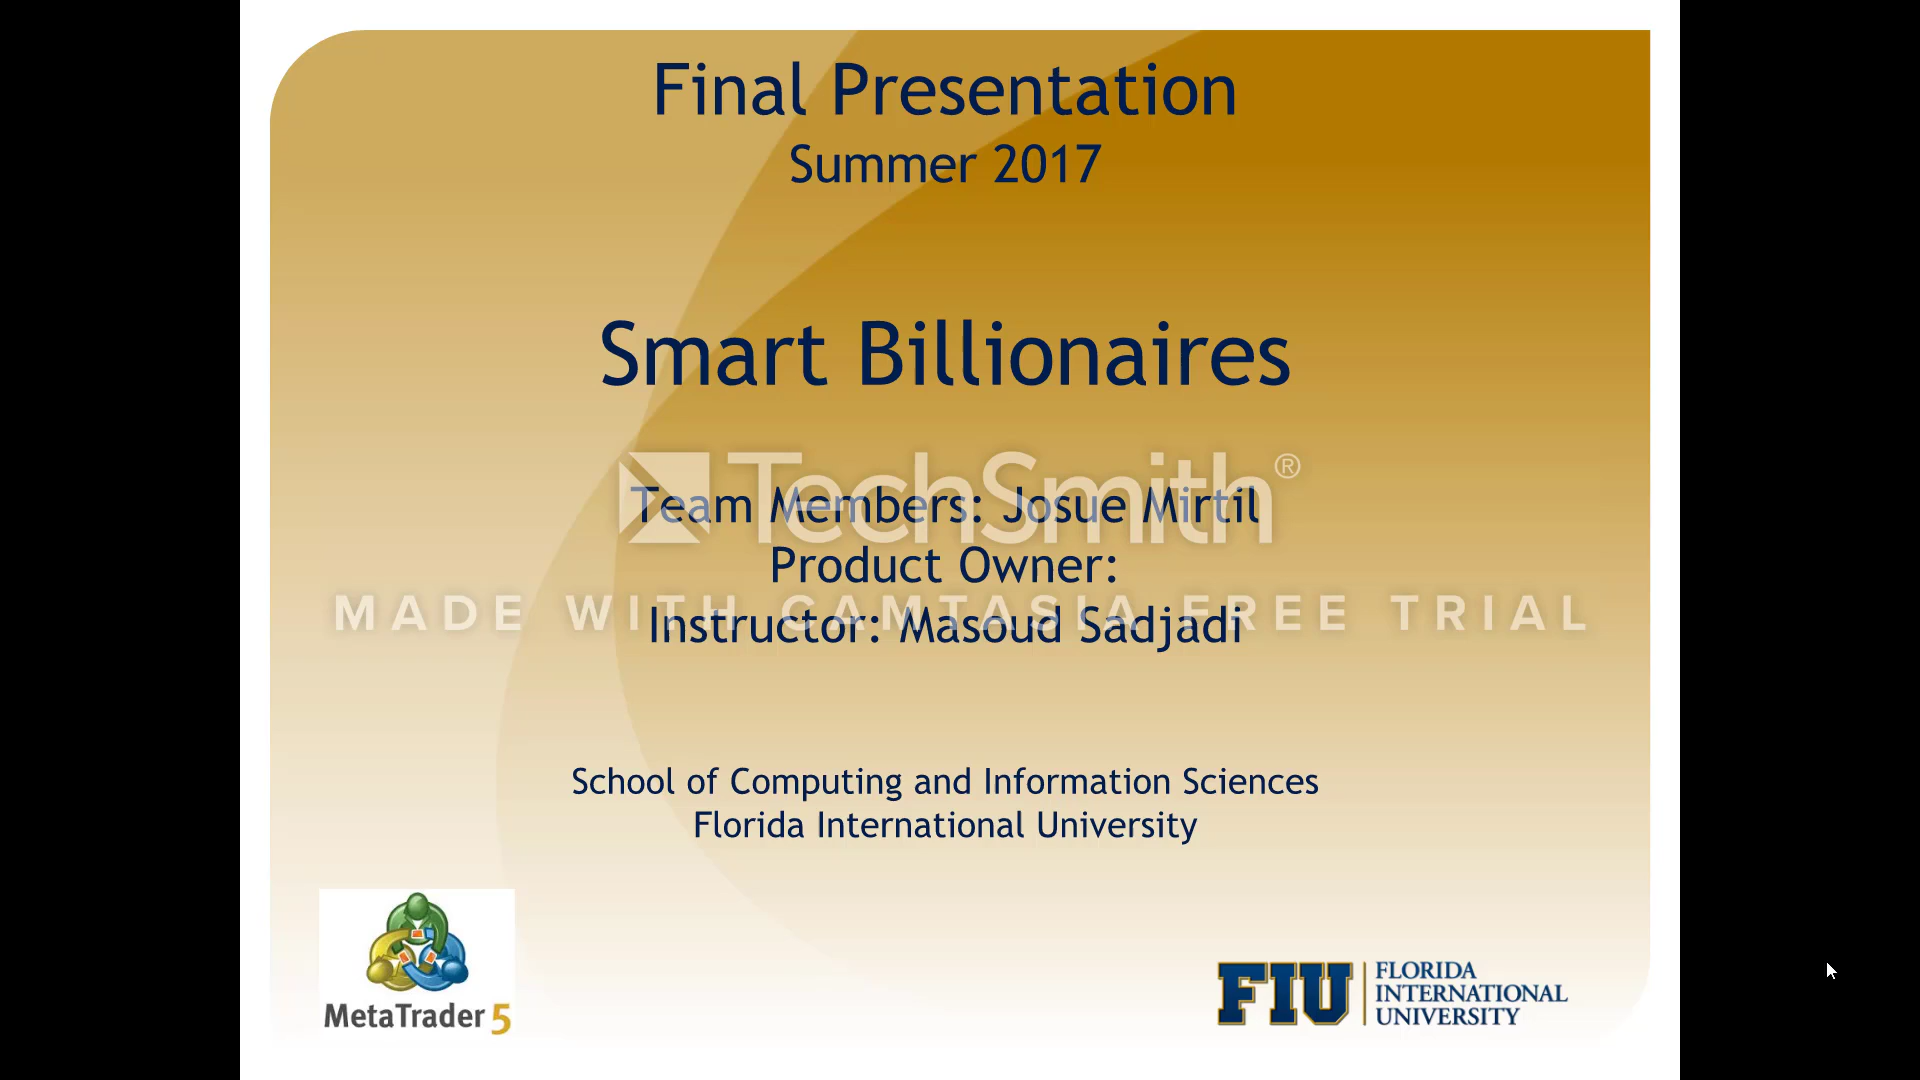 Final Presentation
Summer 2017
Smart Billionaires
TechSmith®
Team Members: Josue Mirtil
Product Owner:
MADE WITH CAMTASIA FREE TRIAL
Instructor: Masoud Sadjadi
School of Computing and Information Sciences
Florida International University
MetaTrader 5
FIU
FLORIDA
INTERNATIONAL
UNIVERSITY